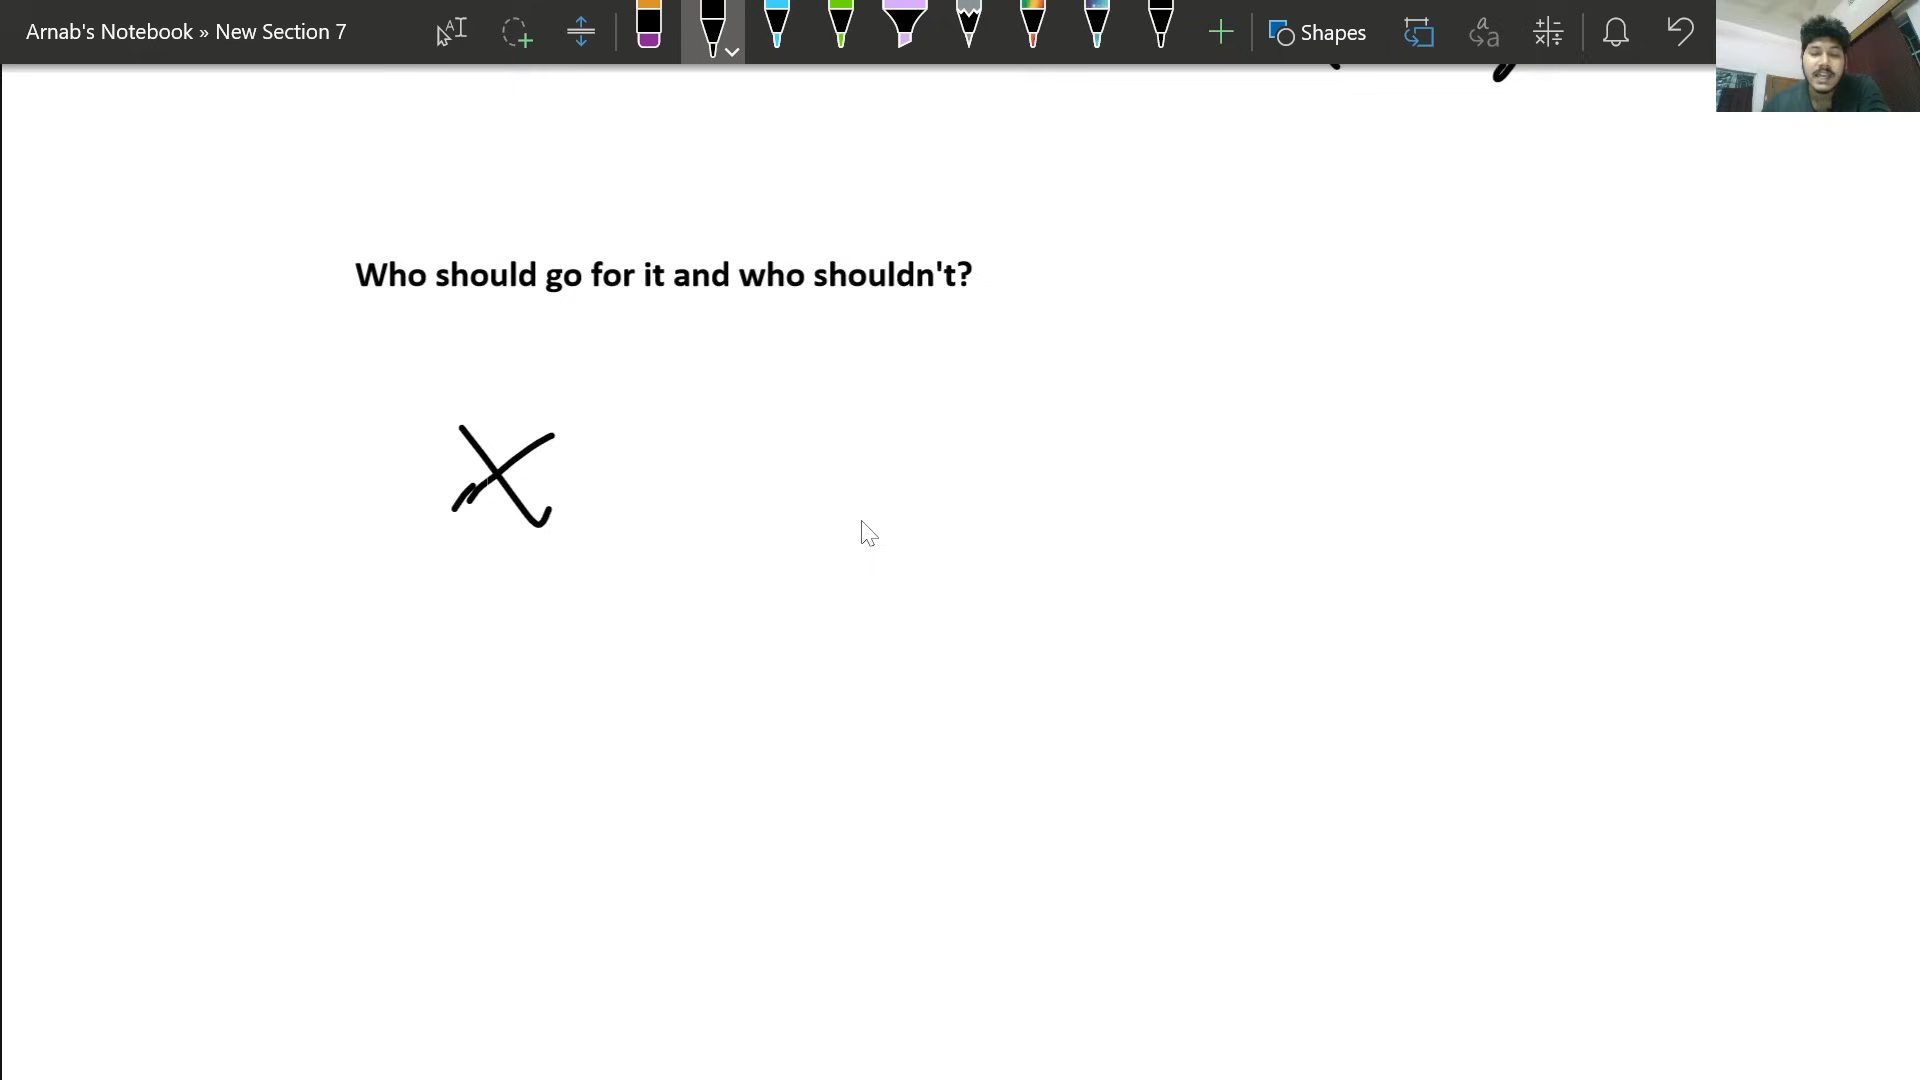 Arnab's Notebook » New Section 7
Shapes
Who should go for it and who shouldn't?
X